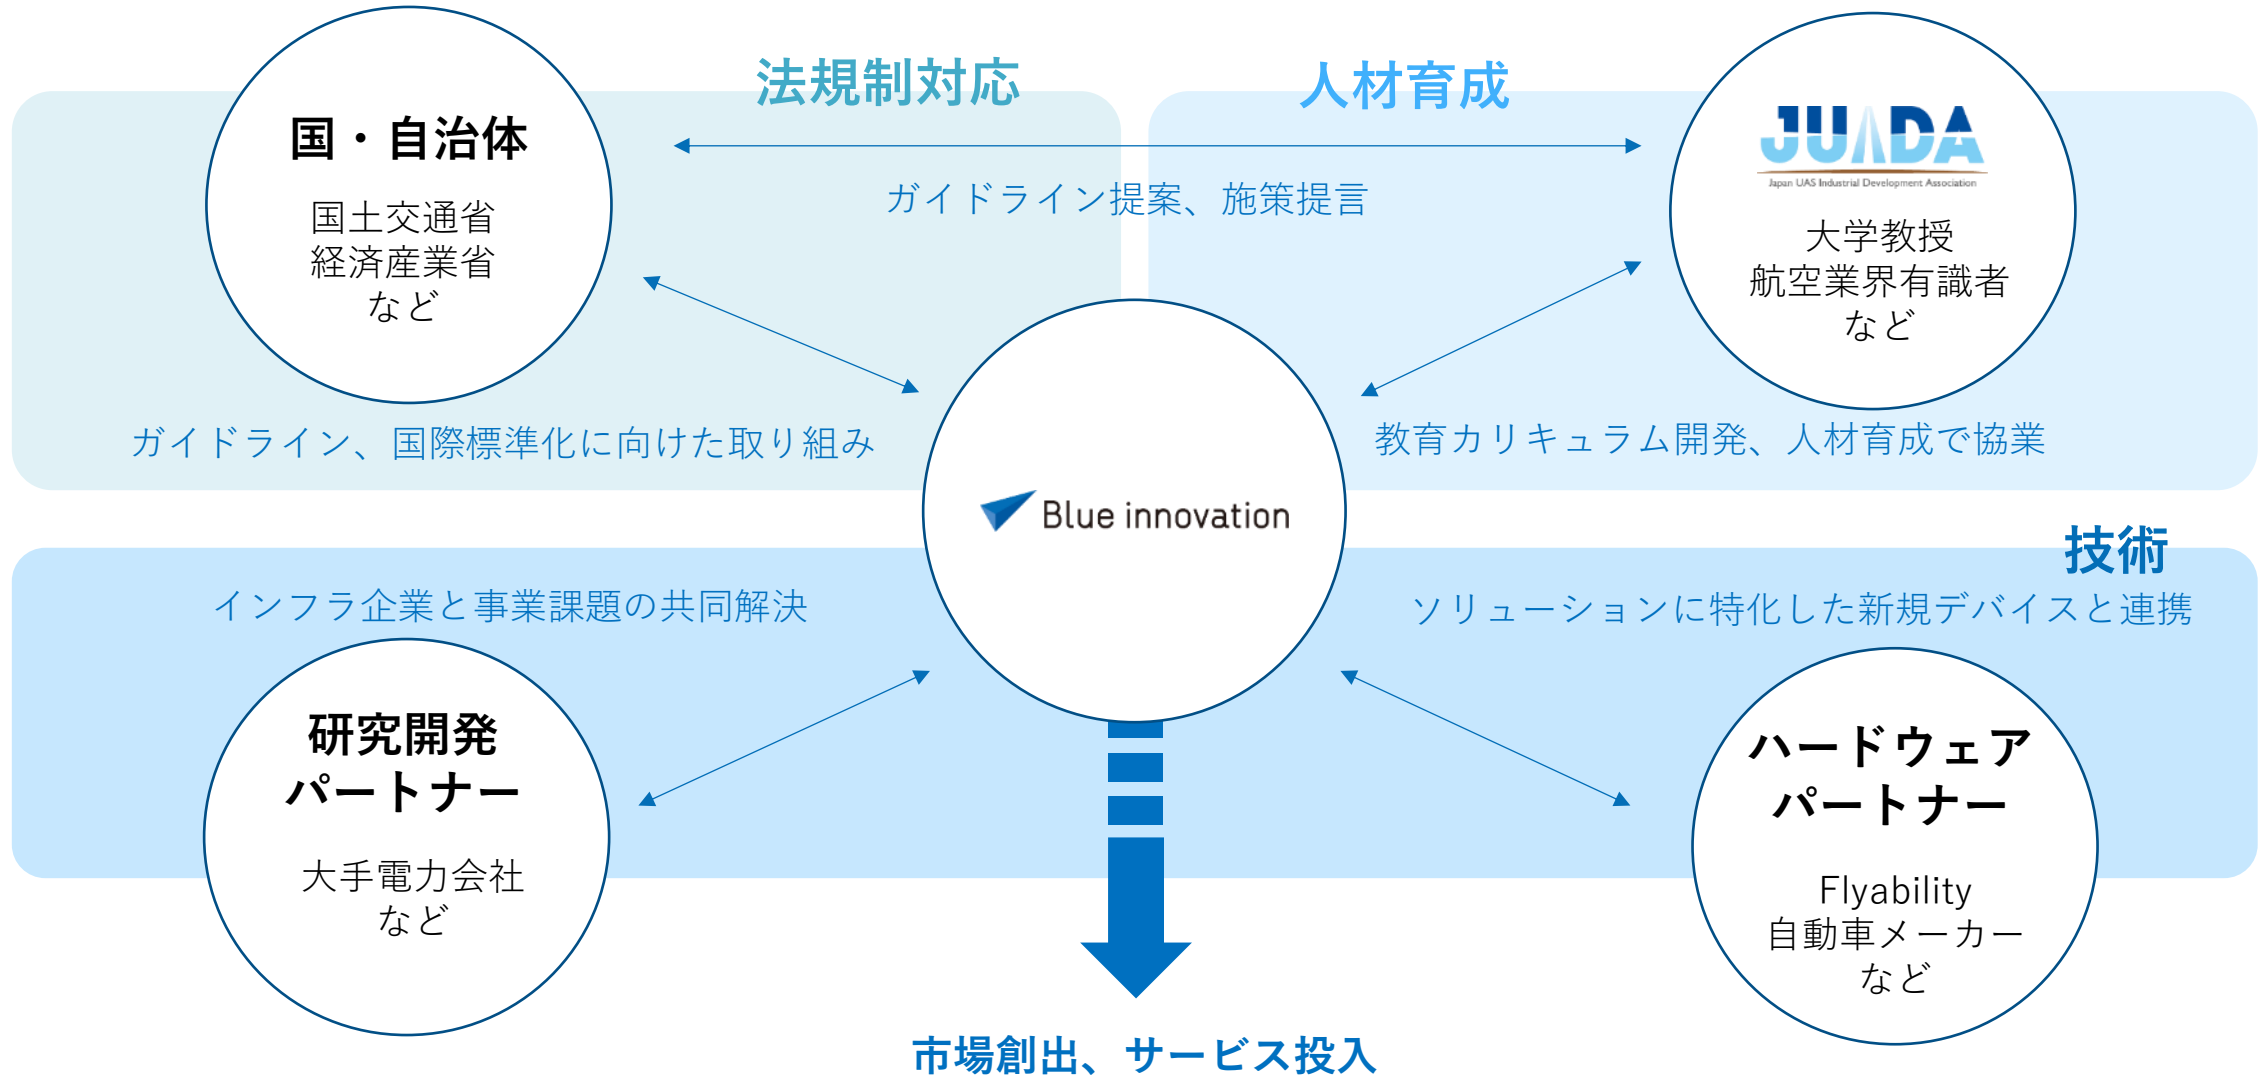 法規制対応
人材育成
国・自治体
国土交通省
経済産業省
など
ガイドライン提案、施策提言
JUIDA
Japan UAS Industrial Development Association
大学教授
航空業界有識者
など
ガイドライン、国際標準化に向けた取り組み
教育カリキュラム開発、人材育成で協業
Blue innovation
技術
インフラ企業と事業課題の共同解決
ソリューションに特化した新規デバイスと連携
研究開発
パートナー
大手電力会社
など
ハードウェア
パートナー
Flyability
自動車メーカー
など
市場創出、サービス投入